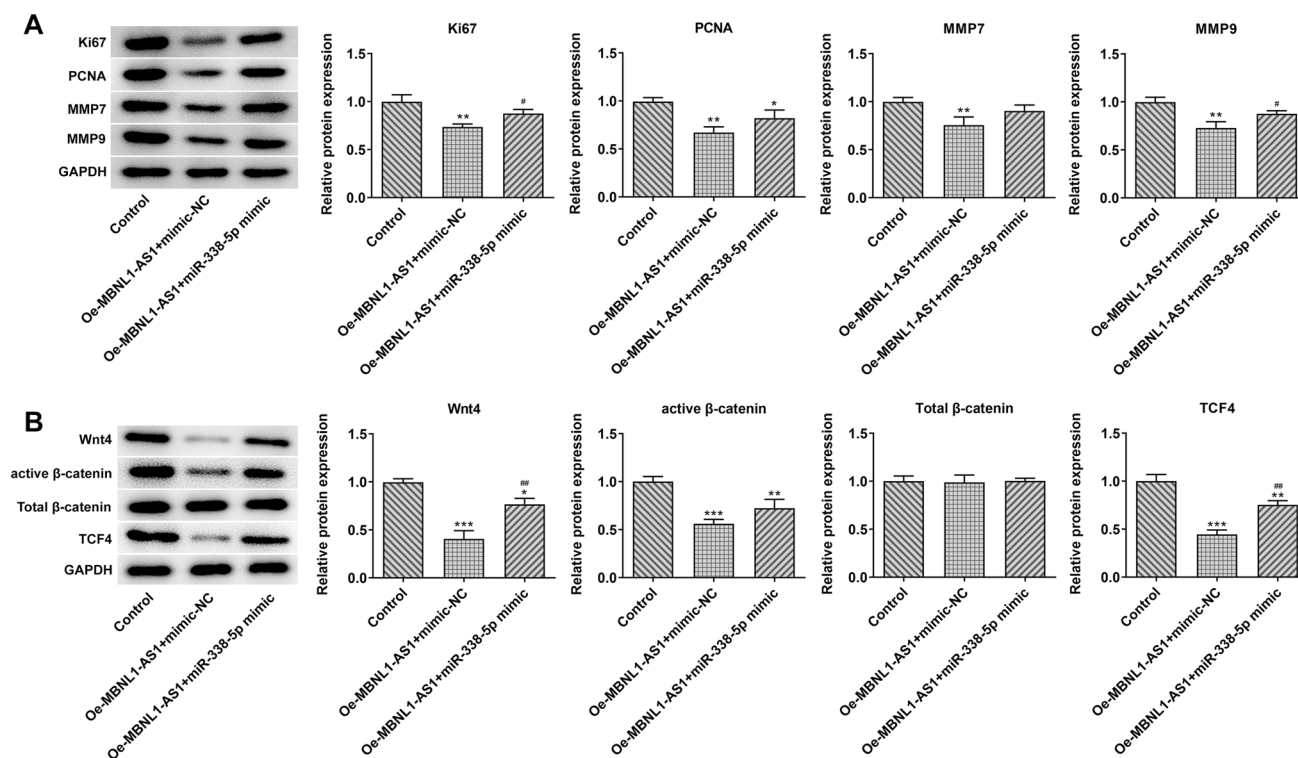 A
Ki67
PCNA
MMP7
MMP9
GAPDH
Control
Oe-MBNL1-AS1+mimic-NC
Oe-MBNL1-AS1+miR-338-5p mimic
Ki67
Relative protein expression
1.5
1.0
0.5
0.0
**
#
Control
Oe-MBNL1-AS1+mimic-NC
Oe-MBNL1-AS1+miR-338-5p mimic
PCNA
Relative protein expression
1.5
1.0
0.5
0.0
**
*
Control
Oe-MBNL1-AS1+mimic-NC
Oe-MBNL1-AS1+miR-338-5p mimic
MMP7
Relative protein expression
1.5
1.0
0.5
0.0
**
Control
Oe-MBNL1-AS1+mimic-NC
Oe-MBNL1-AS1+miR-338-5p mimic
MMP9
Relative protein expression
1.5
1.0
0.5
0.0
**
#
Control
Oe-MBNL1-AS1+mimic-NC
Oe-MBNL1-AS1+miR-338-5p mimic
B
Wnt4
active β-catenin
Total β-catenin
TCF4
GAPDH
Control
Oe-MBNL1-AS1+mimic-NC
Oe-MBNL1-AS1+miR-338-5p mimic
Wnt4
Relative protein expression
1.5
1.0
0.5
0.0
***
##
*
Control
Oe-MBNL1-AS1+mimic-NC
Oe-MBNL1-AS1+miR-338-5p mimic
active β-catenin
Relative protein expression
1.5
1.0
0.5
0.0
***
**
Control
Oe-MBNL1-AS1+mimic-NC
Oe-MBNL1-AS1+miR-338-5p mimic
Total β-catenin
Relative protein expression
1.5
1.0
0.5
0.0
Control
Oe-MBNL1-AS1+mimic-NC
Oe-MBNL1-AS1+miR-338-5p mimic
TCF4
Relative protein expression
1.5
1.0
0.5
0.0
***
##
**
Control
Oe-MBNL1-AS1+mimic-NC
Oe-MBNL1-AS1+miR-338-5p mimic